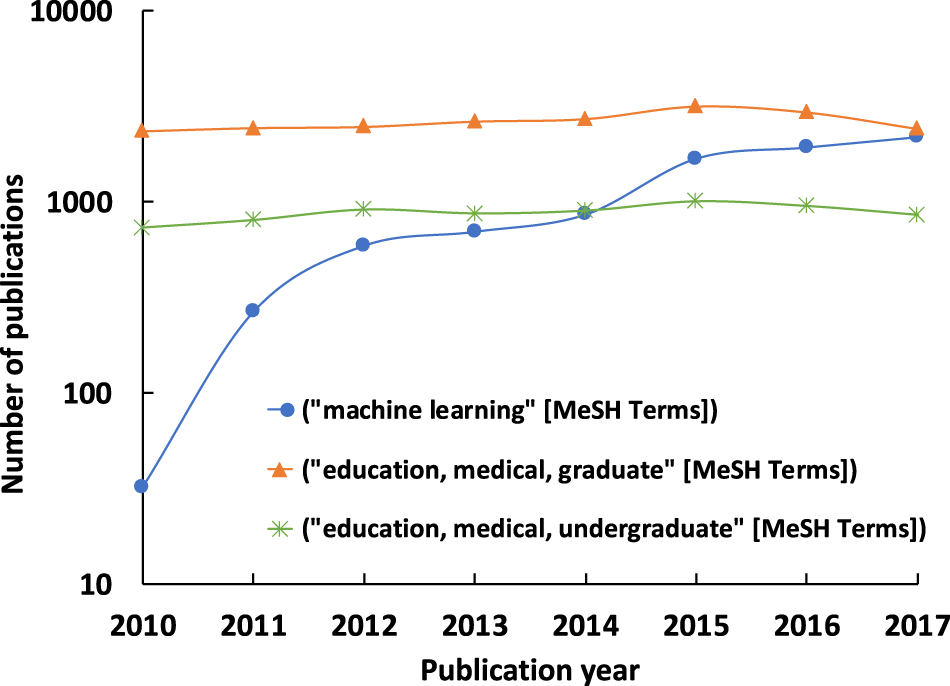 10000
1000
100
10
Number of publications
("machine learning" [MeSH Terms])
("education, medical, graduate" [MeSH Terms])
("education, medical, undergraduate" [MeSH Terms])
2010 2011 2012 2013 2014 2015 2016 2017
Publication year